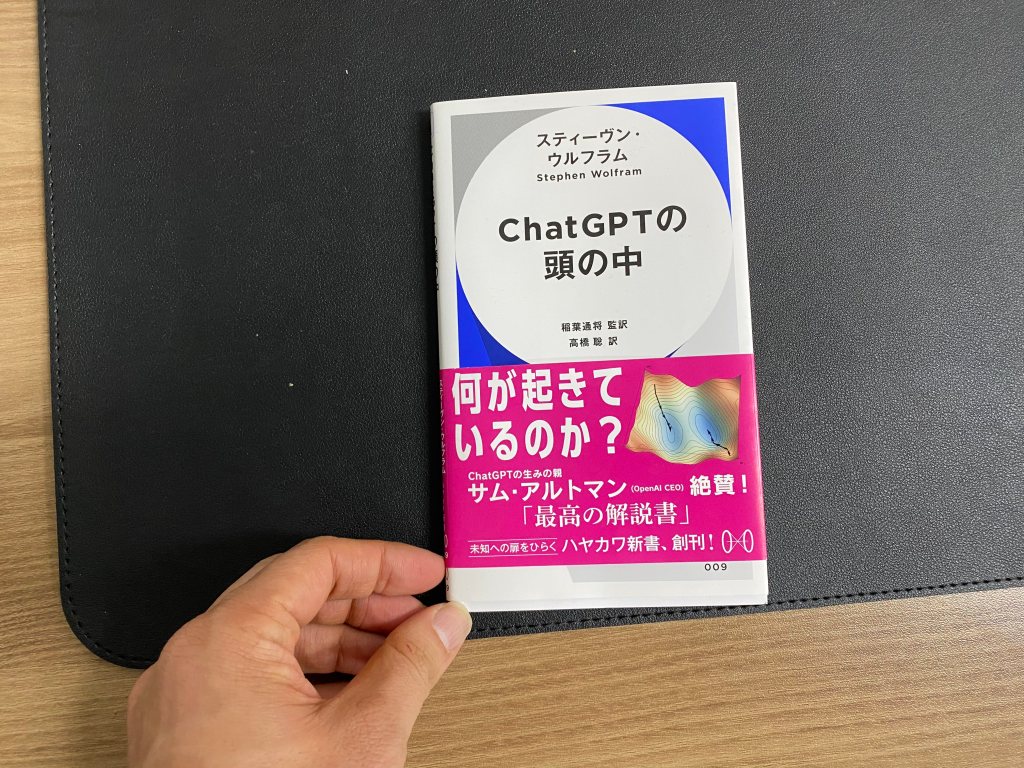 スティーヴン・
ウルフラム
Stephen Wolfram
ChatGPTの
頭の中
稲葉通将 監訳
高橋 聡 訳
何が起きて
いるのか？
ChatGPTの生みの親
サム・アルトマン(OpenAI CEO) 絶賛！
「最高の解説書」
未知への扉をひらく ハヤカワ新書、創刊！
009